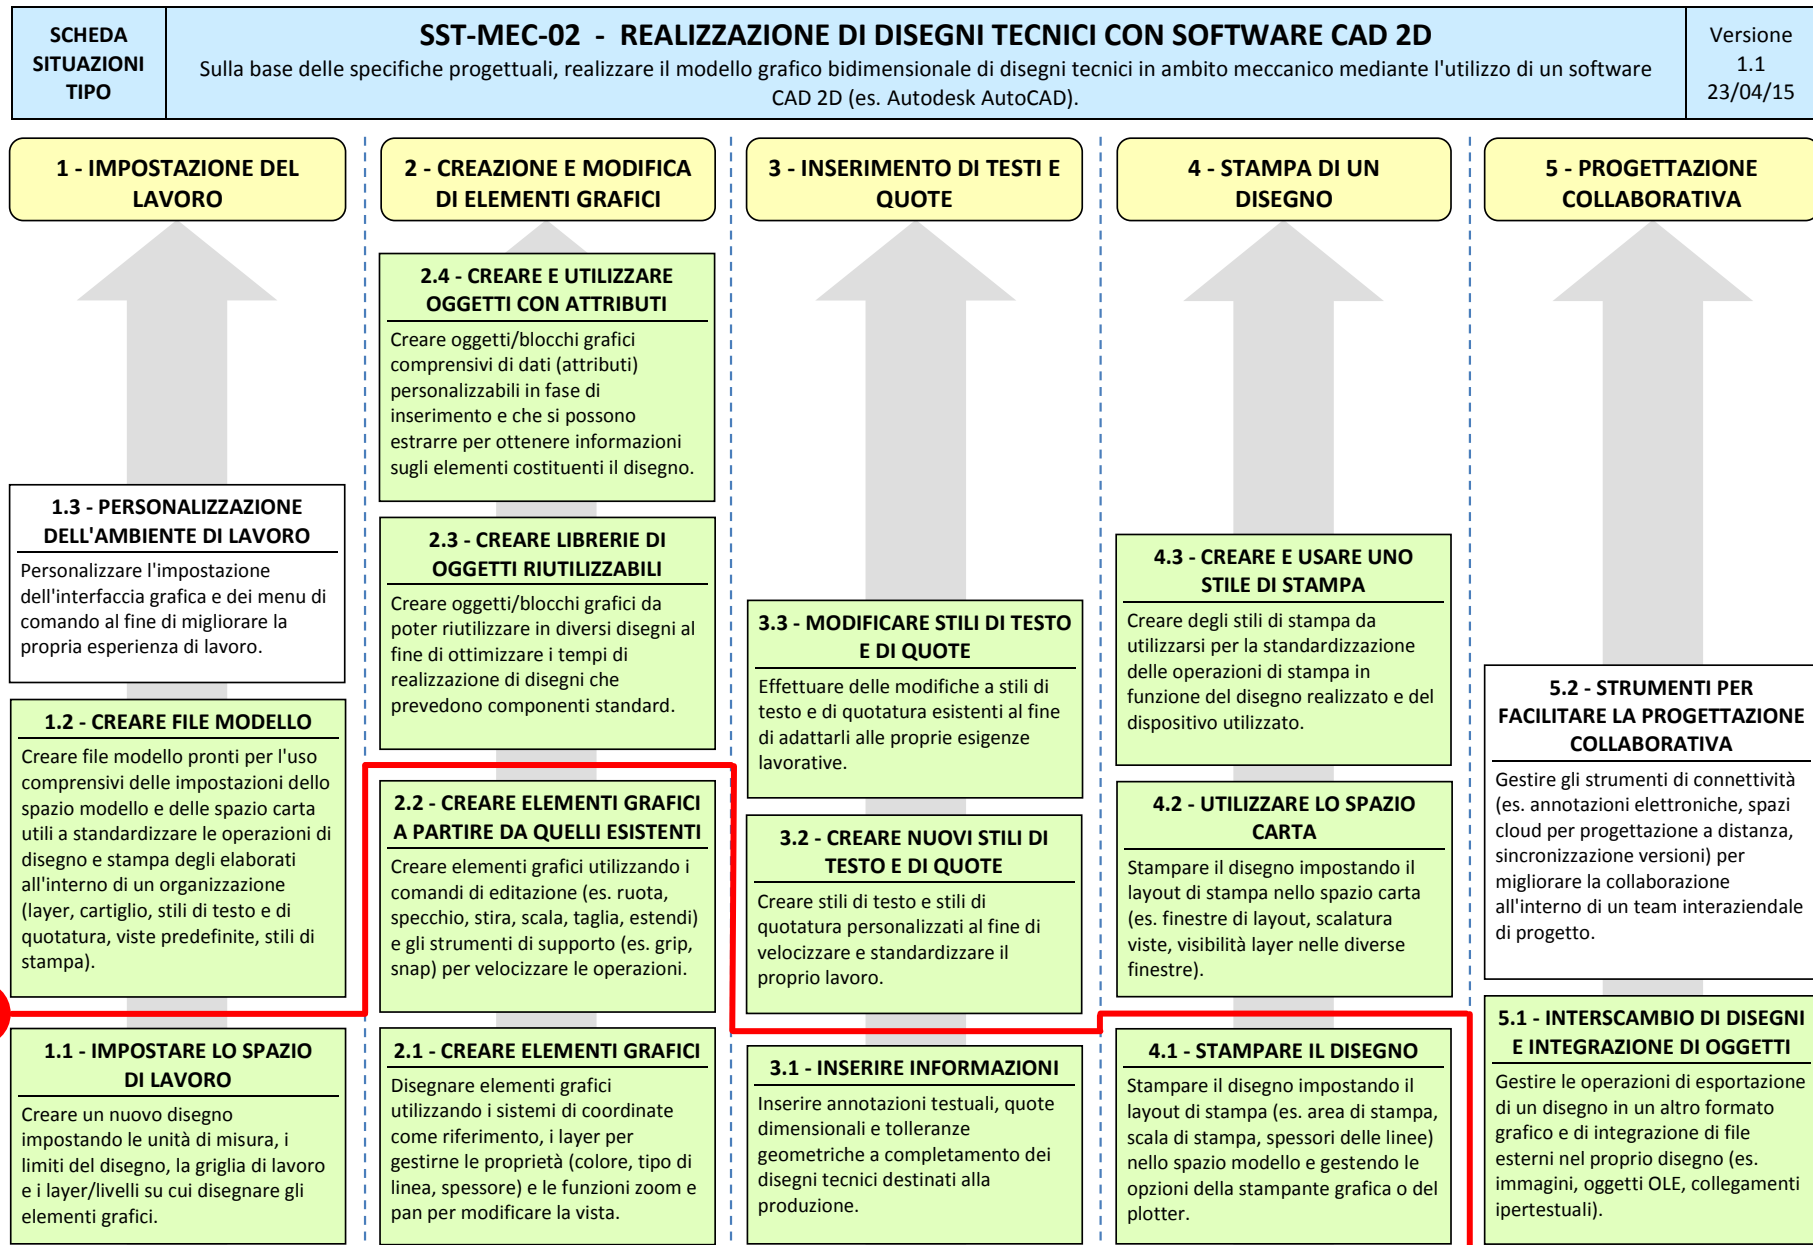 SCHEDA
SITUAZIONI
TIPO
SST-MEC-02 - REALIZZAZIONE DI DISEGNI TECNICI CON SOFTWARE CAD 2D
Sulla base delle specifiche progettuali, realizzare il modello grafico bidimensionale di disegni tecnici in ambito meccanico mediante l'utilizzo di un software
CAD 2D (es. Autodesk AutoCAD).
Versione
1.1
23/04/15
1 - IMPOSTAZIONE DEL
LAVORO
1.3 - PERSONALIZZAZIONE
DELL'AMBIENTE DI LAVORO
Personalizzare l'impostazione
dell'interfaccia grafica e dei menu di
comando al fine di migliorare la
propria esperienza di lavoro.
1.2 - CREARE FILE MODELLO
Creare file modello pronti per l'uso
comprensivi delle impostazioni dello
spazio modello e delle spazio carta
utili a standardizzare le operazioni di
disegno e stampa degli elaborati
all'interno di un organizzazione
(layer, cartiglio, stili di testo e di
quotatura, viste predefinite, stili di
stampa).
1.1 - IMPOSTARE LO SPAZIO
DI LAVORO
Creare un nuovo disegno
impostando le unità di misura, i
limiti del disegno, la griglia di lavoro
e i layer/livelli su cui disegnare gli
elementi grafici.
2 - CREAZIONE E MODIFICA
DI ELEMENTI GRAFICI
2.4 - CREARE E UTILIZZARE
OGGETTI CON ATTRIBUTI
Creare oggetti/blocchi grafici
comprensivi di dati (attributi)
personalizzabili in fase di
inserimento e che si possono
estrarre per ottenere informazioni
sugli elementi costituenti il disegno.
2.3 - CREARE LIBRERIE DI
OGGETTI RIUTILIZZABILI
Creare oggetti/blocchi grafici da
poter riutilizzare in diversi disegni al
fine di ottimizzare i tempi di
realizzazione di disegni che
prevedono componenti standard.
2.2 - CREARE ELEMENTI GRAFICI
A PARTIRE DA QUELLI ESISTENTI
Creare elementi grafici utilizzando i
comandi di editazione (es. ruota,
specchio, stira, scala, taglia, estendi)
e gli strumenti di supporto (es. grip,
snap) per velocizzare le operazioni.
2.1 - CREARE ELEMENTI GRAFICI
Disegnare elementi grafici
utilizzando i sistemi di coordinate
come riferimento, i layer per
gestirne le proprietà (colore, tipo di
linea, spessore) e le funzioni zoom e
pan per modificare la vista.
3 - INSERIMENTO DI TESTI E
QUOTE
3.3 - MODIFICARE STILI DI TESTO
E DI QUOTE
Effettuare delle modifiche a stili di
testo e di quotatura esistenti al fine
di adattarli alle proprie esigenze
lavorative.
3.2 - CREARE NUOVI STILI DI
TESTO E DI QUOTE
Creare stili di testo e stili di
quotatura personalizzati al fine di
velocizzare e standardizzare il
proprio lavoro.
3.1 - INSERIRE INFORMAZIONI
Inserire annotazioni testuali, quote
dimensionali e tolleranze
geometriche a completamento dei
disegni tecnici destinati alla
produzione.
4 - STAMPA DI UN
DISEGNO
4.3 - CREARE E USARE UNO
STILE DI STAMPA
Creare degli stili di stampa da
utilizzarsi per la standardizzazione
delle operazioni di stampa in
funzione del disegno realizzato e del
dispositivo utilizzato.
4.2 - UTILIZZARE LO SPAZIO
CARTA
Stampare il disegno impostando il
layout di stampa nello spazio carta
(es. finestre di layout, scalatura
viste, visibilità layer nelle diverse
finestre).
4.1 - STAMPARE IL DISEGNO
Stampare il disegno impostando il
layout di stampa (es. area di stampa,
scala di stampa, spessori delle linee)
nello spazio modello e gestendo le
opzioni della stampante grafica o del
plotter.
5 - PROGETTAZIONE
COLLABORATIVA
5.2 - STRUMENTI PER
FACILITARE LA PROGETTAZIONE
COLLABORATIVA
Gestire gli strumenti di connettività
(es. annotazioni elettroniche, spazi
cloud per progettazione a distanza,
sincronizzazione versioni) per
migliorare la collaborazione
all'interno di un team interaziendale
di progetto.
5.1 - INTERSCAMBIO DI DISEGNI
E INTEGRAZIONE DI OGGETTI
Gestire le operazioni di esportazione
di un disegno in un altro formato
grafico e di integrazione di file
esterni nel proprio disegno (es.
immagini, oggetti OLE, collegamenti
ipertestuali).